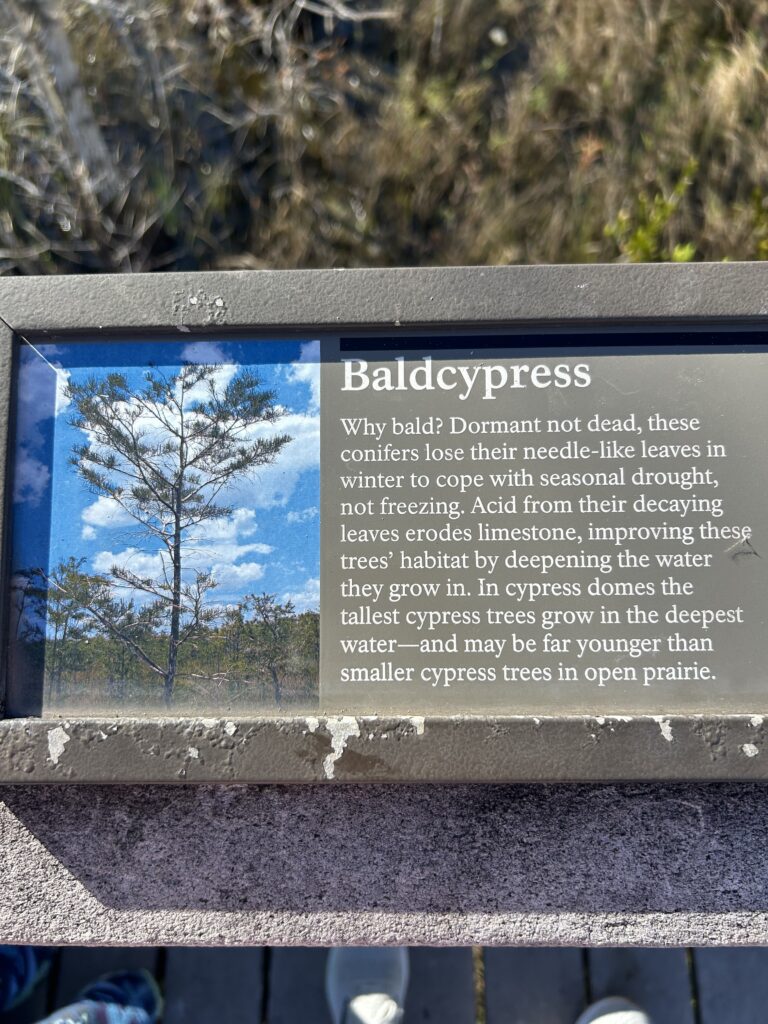 Baldcypress
Why bald? Dormant not dead, these
conifers lose their needle-like leaves in
winter to cope with seasonal drought,
not freezing. Acid from their decaying
leaves erodes limestone, improving these
trees’ habitat by deepening the water
they grow in. In cypress domes the
tallest cypress trees grow in the deepest
water—and may be far younger than
smaller cypress trees in open prairie.